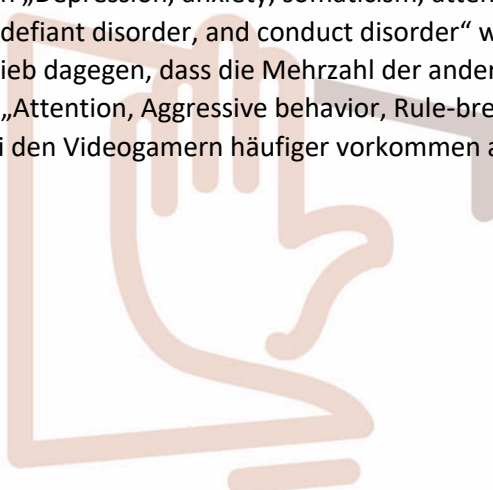 „Depression, anxiety, somaticism, atten
defiant disorder, and conduct disorder“ w
ieb dagegen, dass die Mehrzahl der ander
„Attention, Aggressive behavior, Rule-bre
i den Videogamern häufiger vorkommen a